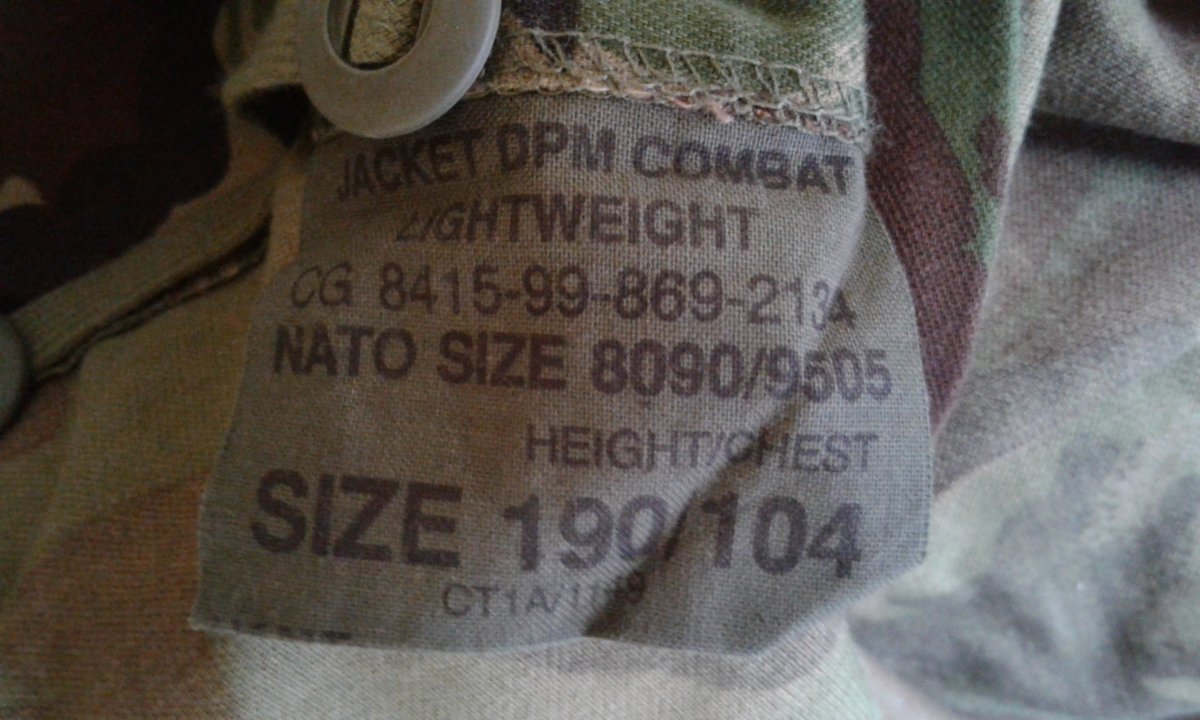 JACKET DPM COMBAT
LIGHTWEIGHT
CG 8415-99-869-2134
NATO SIZE 8090/9505
HEIGHT/CHEST
SIZE 190/104